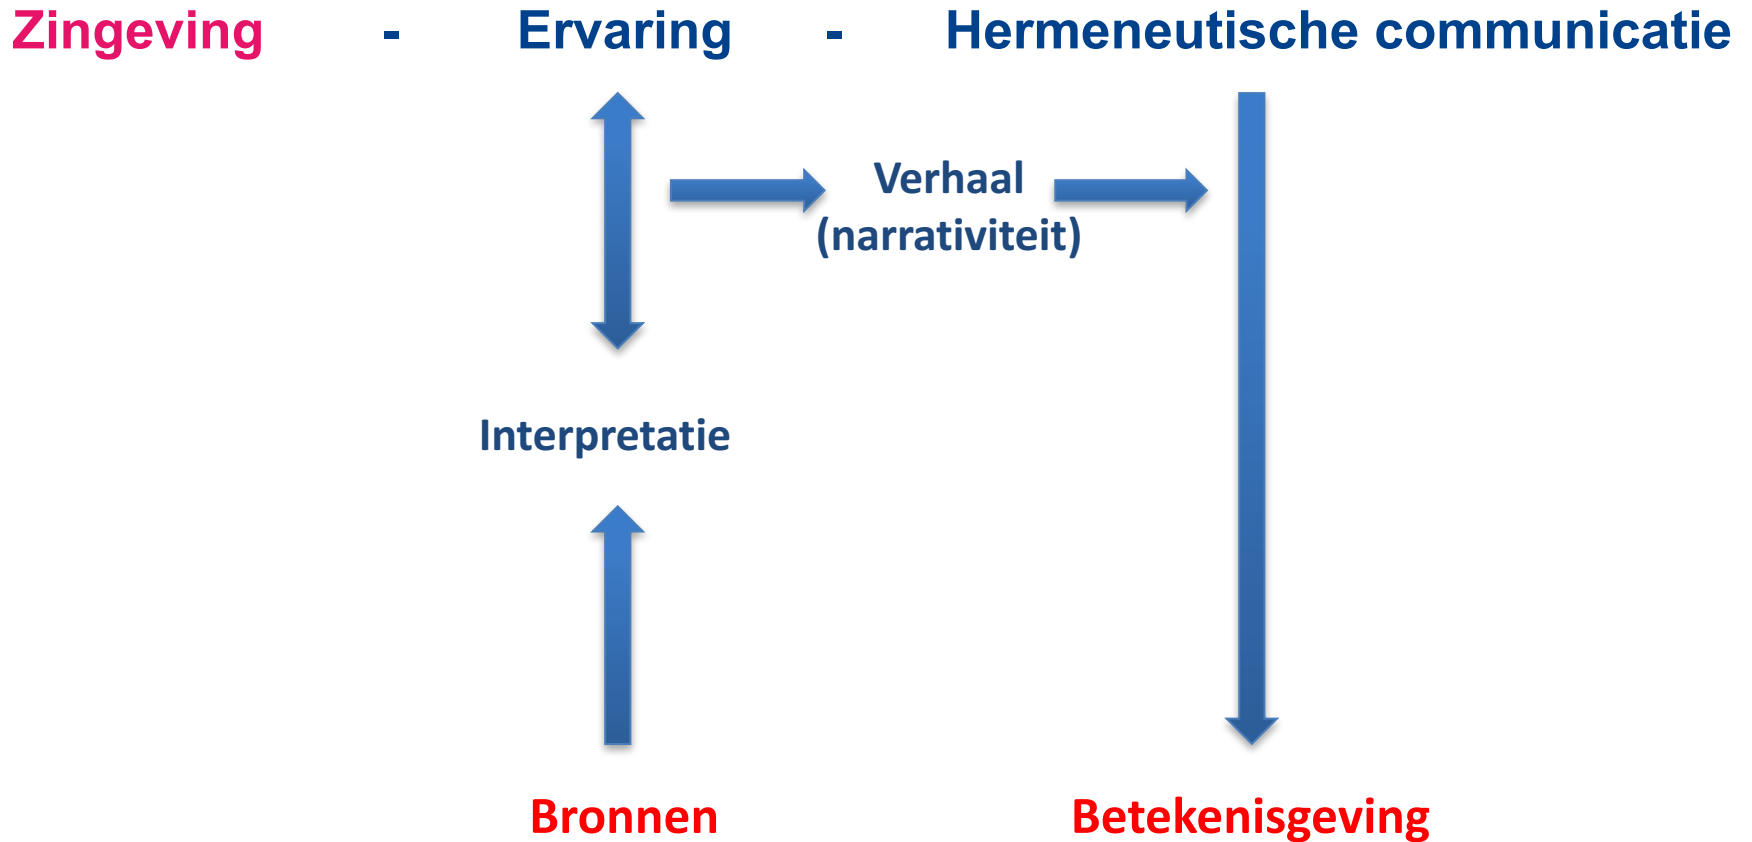 Zingeving - Ervaring - Hermeneutische communicatie
Verhaal
(narrativiteit)
Interpretatie
Bronnen Betekenisgeving